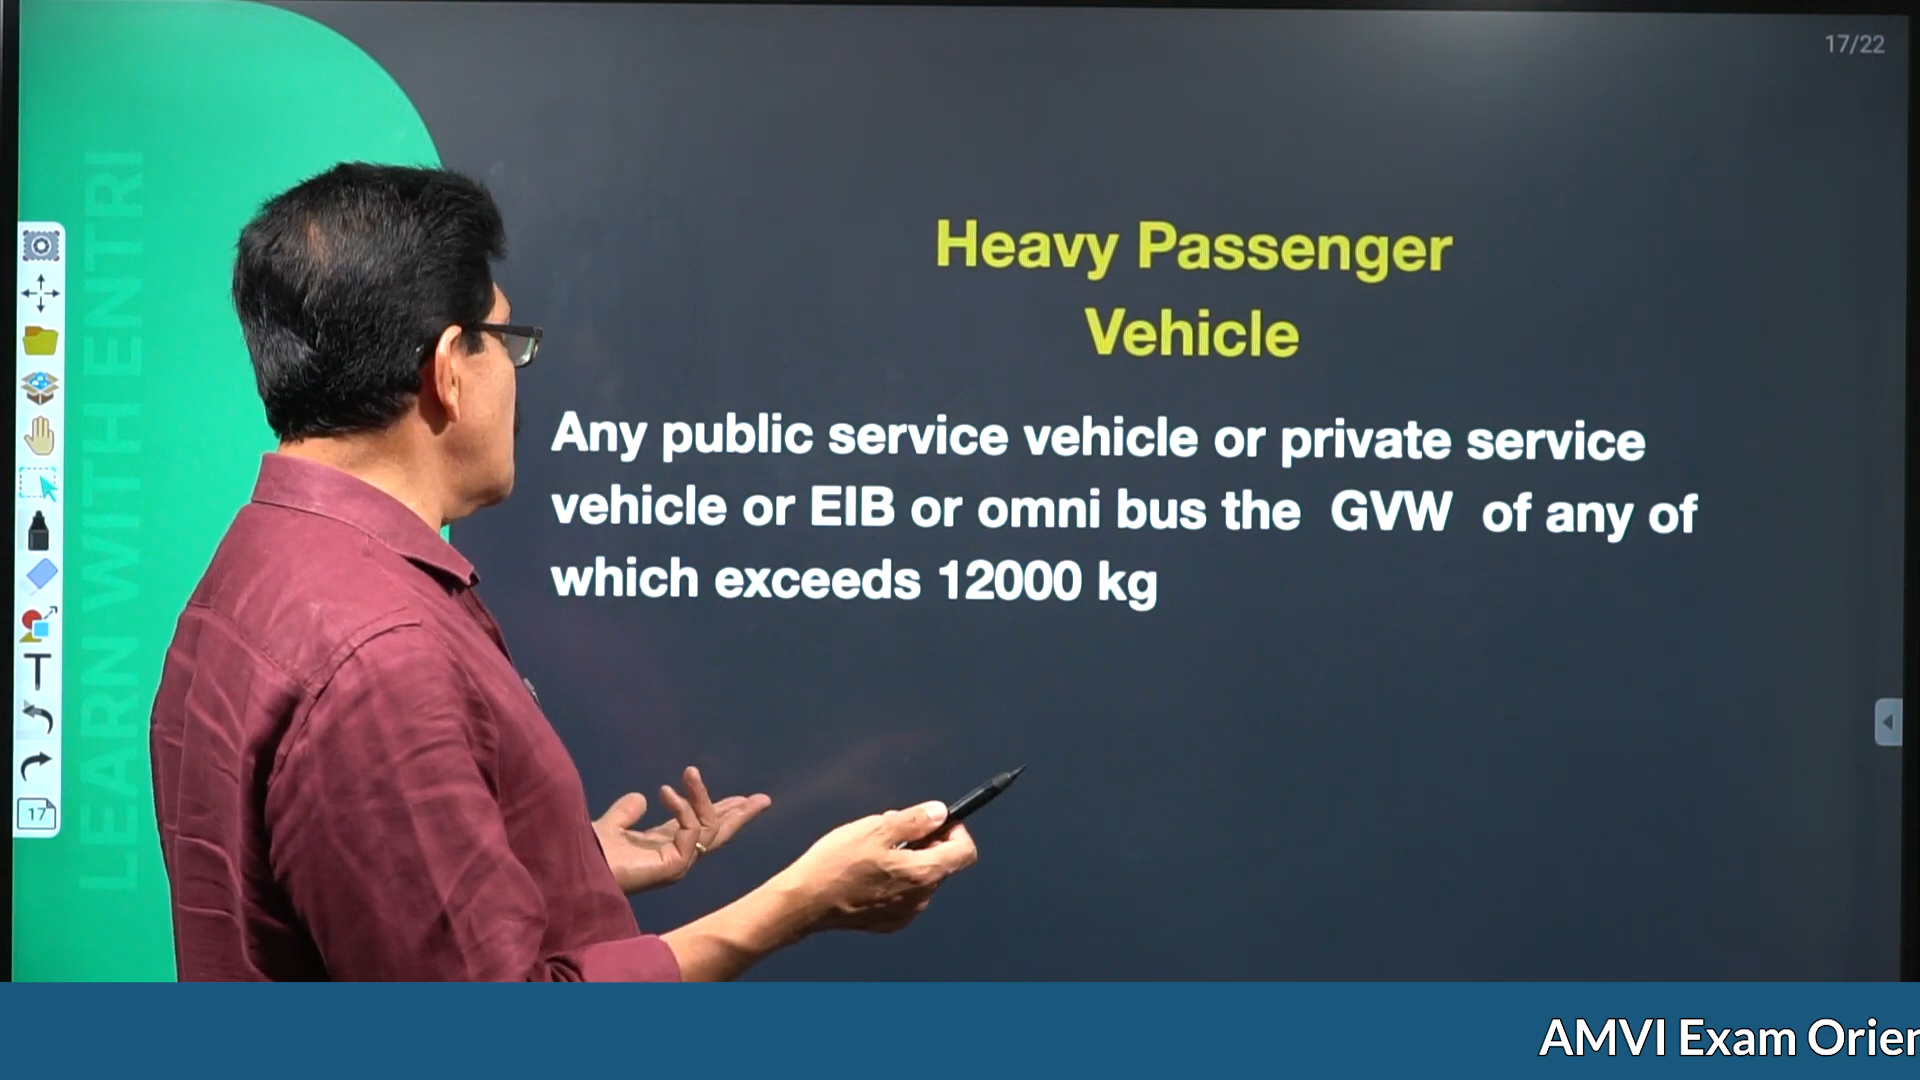 17/22
LEARN WITH ENTRI
Heavy Passenger
Vehicle
Any public service vehicle or private service
vehicle or EIB or omni bus the GVW of any of
which exceeds 12000 kg
T
17
AMVI Exam Orien